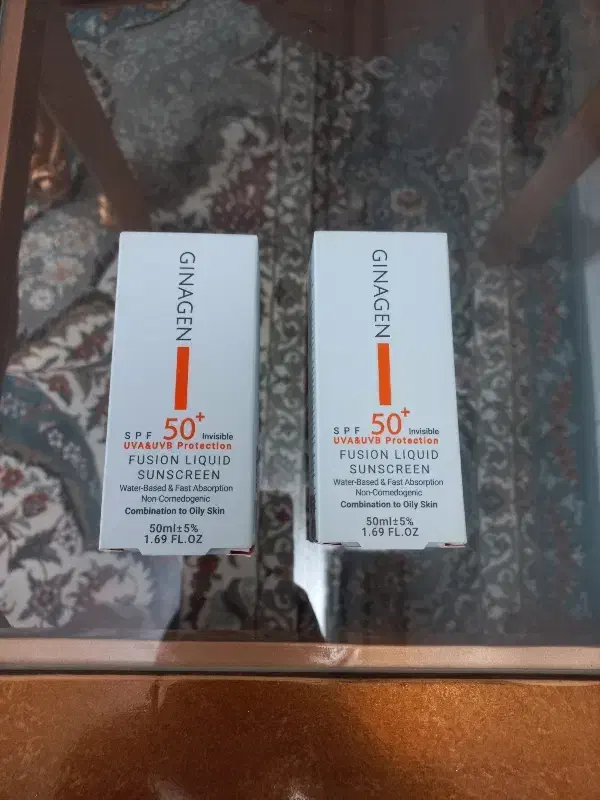 GINAGEN
SPF 50+ Invisible
UVA&UVB Protection
FUSION LIQUID
SUNSCREEN
Water-Based & Fast Absorption
Non-Comedogenic
Combination to Oily Skin
50ml±5%
1.69 FL.OZ
GINAGEN
SPF 50+ Invisible
UVA&UVB Protection
FUSION LIQUID
SUNSCREEN
Water-Based & Fast Absorption
Non-Comedogenic
Combination to Oily Skin
50ml±5%
1.69 FL.OZ